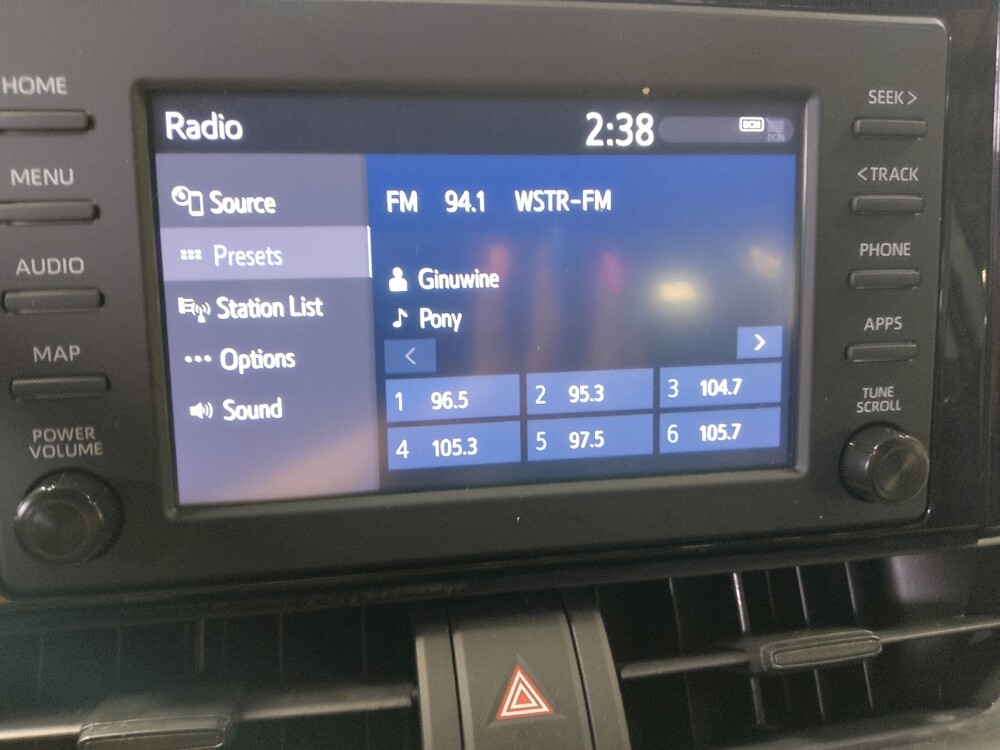 HOME
MENU
AUDIO
MAP
POWER
VOLUME
Radio
2:38
DCM
Source
Presets
Station List
Options
Sound
FM 94.1 WSTR-FM
Ginuwine
Pony
< >
1 96.5 2 95.3 3 104.7
4 105.3 5 97.5 6 105.7
SEEK >
< TRACK
PHONE
APPS
TUNE
SCROLL